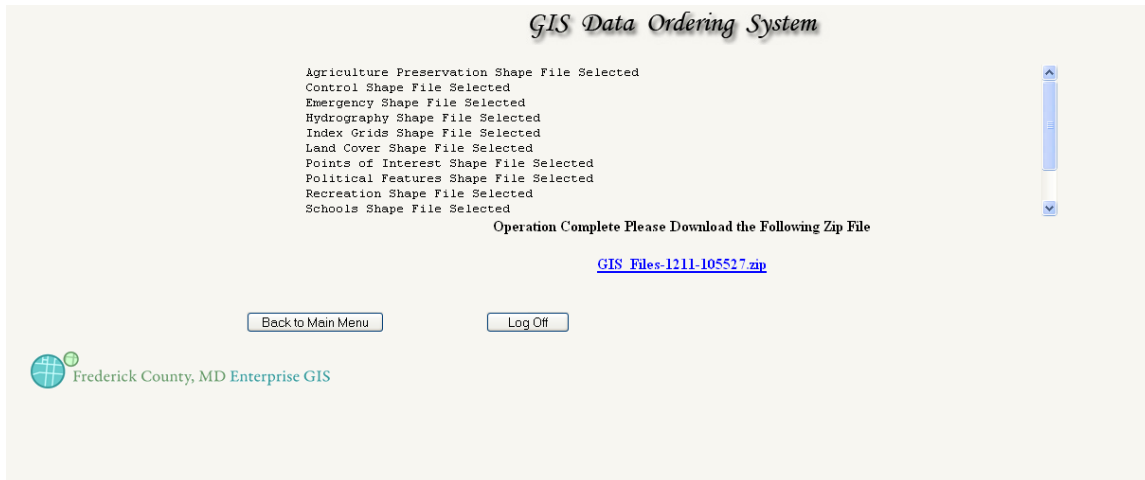 GIS Data Ordering System
Agriculture Preservation Shape File Selected
Control Shape File Selected
Emergency Shape File Selected
Hydrography Shape File Selected
Index Grids Shape File Selected
Land Cover Shape File Selected
Points of Interest Shape File Selected
Political Features Shape File Selected
Recreation Shape File Selected
Schools Shape File Selected
Operation Complete Please Download the Following Zip File
GIS_Files-1211-105527.zip
Back to Main Menu
Log Off
Frederick County, MD Enterprise GIS